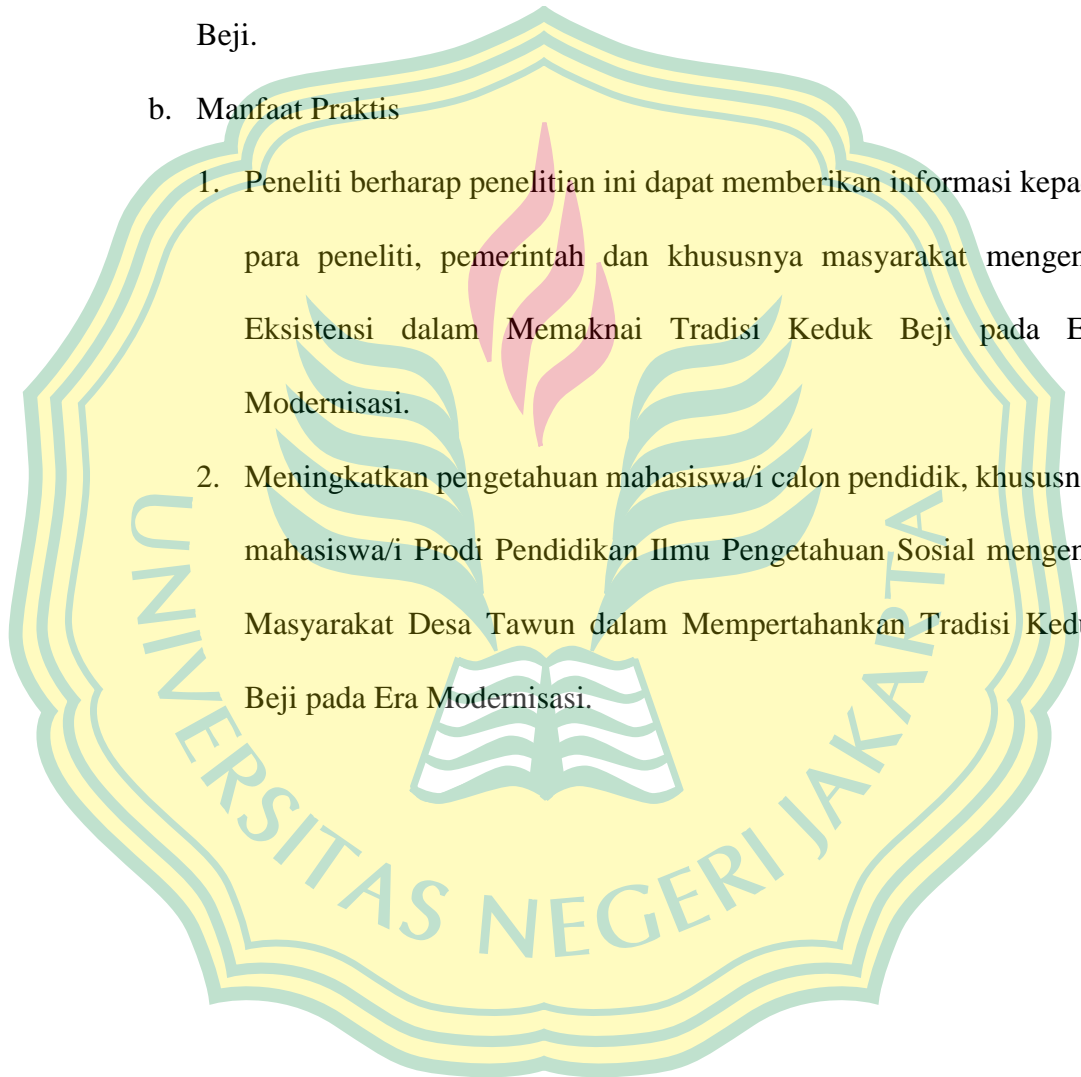 Beji.
b. Manfaat Praktis
1. Peneliti berharap penelitian ini dapat memberikan informasi kepa
para peneliti, pemerintah dan khususnya masyarakat mengen
Eksistensi dalam Memaknai Tradisi Keduk Beji pada E
Modernisasi.
2. Meningkatkan pengetahuan mahasiswa/i calon pendidik, khususn
mahasiswa/i Prodi Pendidikan Ilmu Pengetahuan Sosial mengen
Masyarakat Desa Tawun dalam Mempertahankan Tradisi Kedu
Beji pada Era Modernisasi.
UNIVERSITAS NEGERI JAKARTA